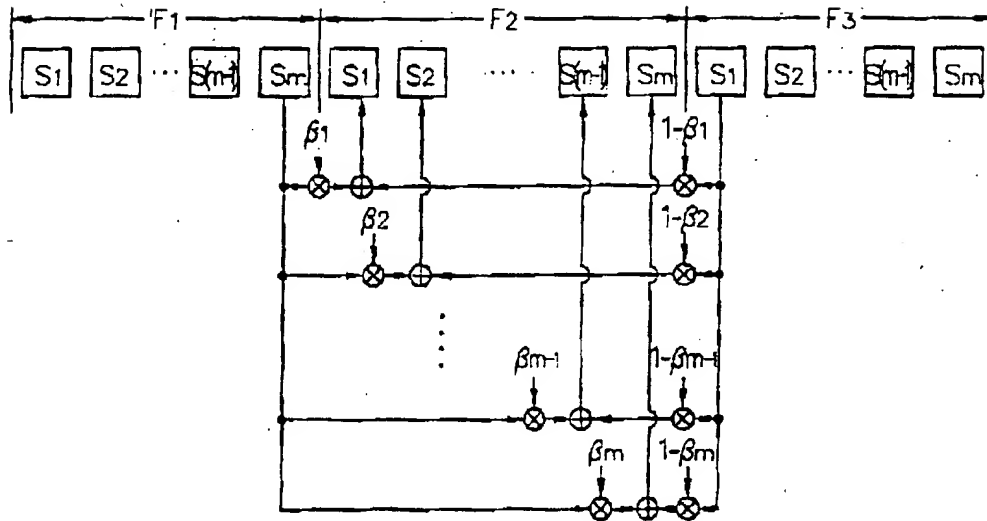 F1 F2 F3
S1 S2 ···· S(m-1) Sm S1 S2 ···· S(m-1) Sm S1 S2 ··· S(m-1) Sm
β1 1-β1
β2 1-β2
βm-1 1-βm-1
βm 1-βm